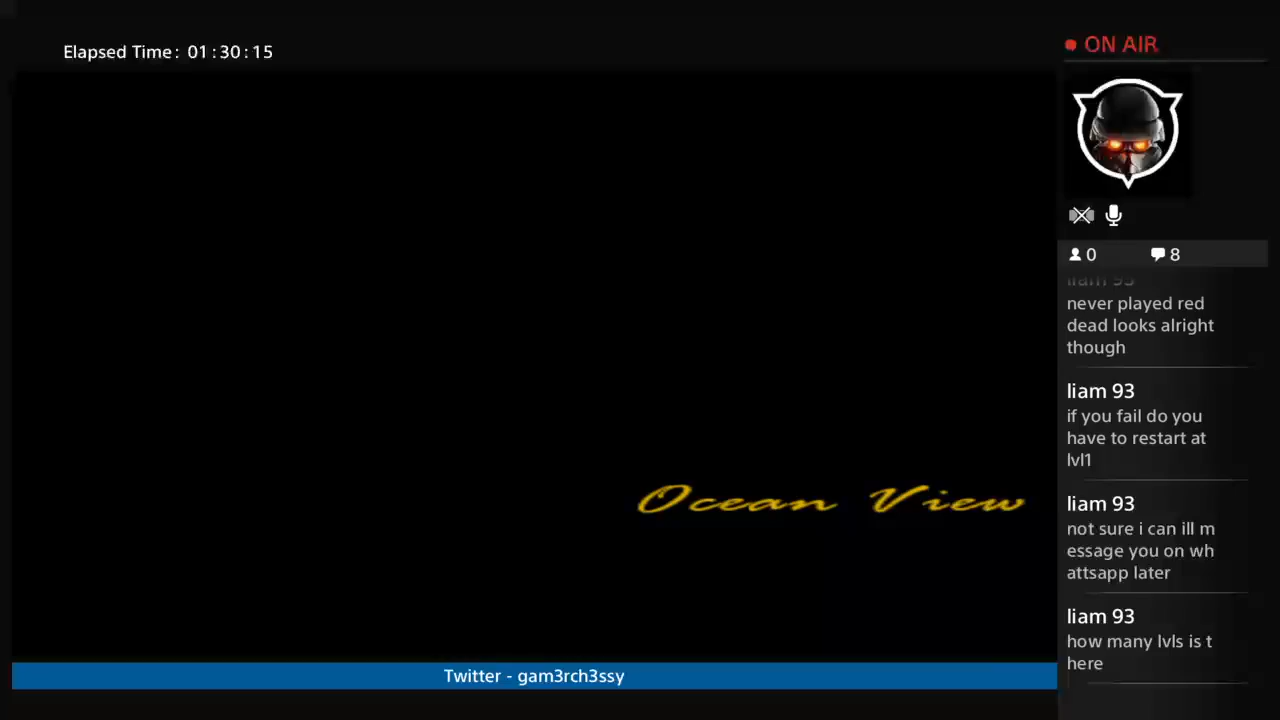 Elapsed Time: 01:30:15
ON AIR
0 8
liam 93
never played red
dead looks alright
though
liam 93
if you fail do you
have to restart at
lvl1
liam 93
not sure i can ill m
essage you on wh
attsapp later
liam 93
how many lvls is t
here
Ocean View
Twitter - gam3rch3ssy